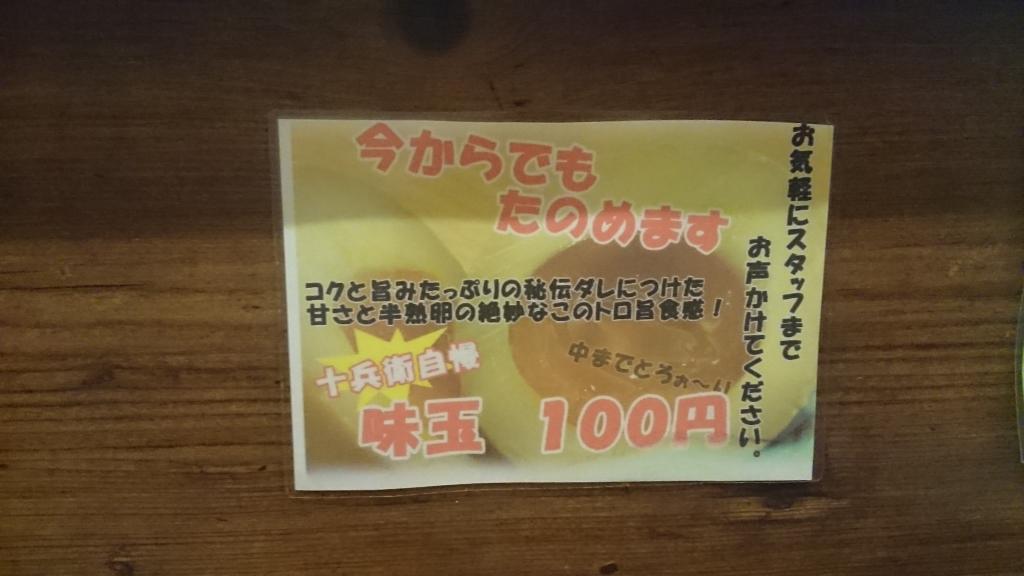 今からでも
たのめます
お気軽にスタッフまで
お声かけてください。
コクと旨みたっぷりの秘伝ダレにつけた
甘さと半熟卵の絶妙なこのトロ旨食感！
十兵衛自慢
中までとろぉ～り
味玉 100円